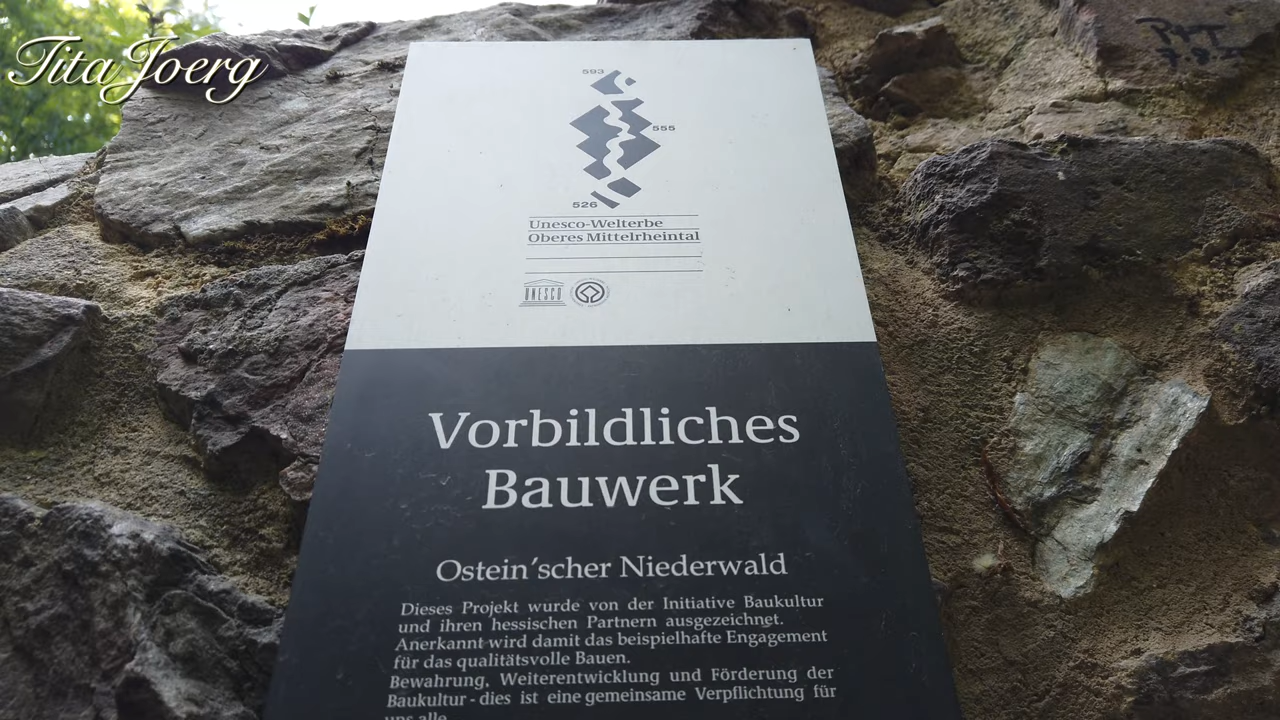 Tita Joerg
593
555
526
Unesco-Welterbe
Oberes Mittelrheintal
UNESCO
Vorbildliches
Bauwerk
Ostein'scher Niederwald
Dieses Projekt wurde von der Initiative Baukultur
und ihren hessischen Partnern ausgezeichnet.
Anerkannt wird damit das beispielhafte Engagement
für das qualitätsvolle Bauen.
Bewahrung, Weiterentwicklung und Förderung der
Baukultur - dies ist eine gemeinsame Verpflichtung für
uns alle.